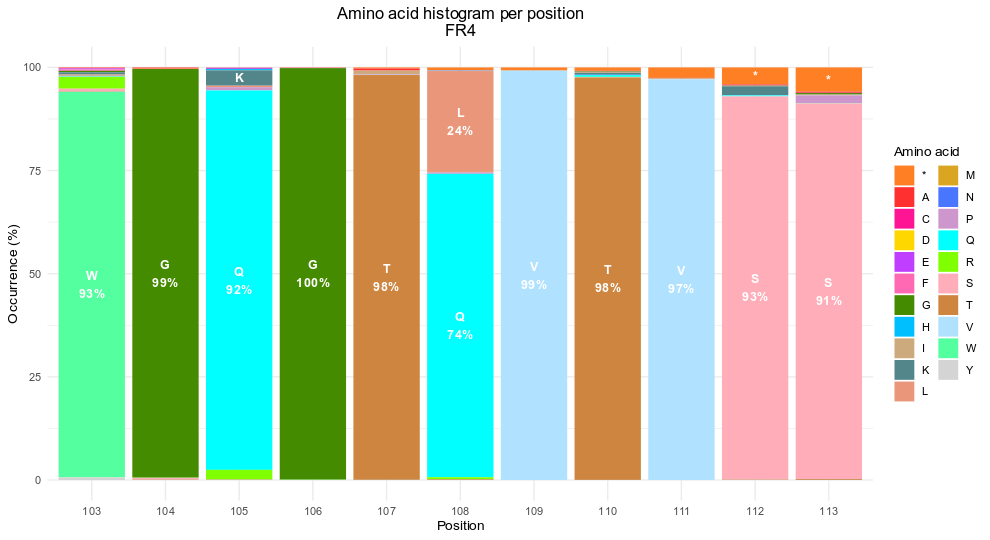 Amino acid histogram per position
FR4
Occurrence (%)
100
75
50
25
0
W
93%
G
99%
K
Q
92%
G
100%
T
98%
L
24%
Q
74%
V
99%
T
98%
V
97%
*
S
93%
*
S
91%
103 104 105 106 107 108 109 110 111 112 113
Position
Amino acid
* M
A N
C P
D Q
E R
F S
G T
H V
I W
K Y
L